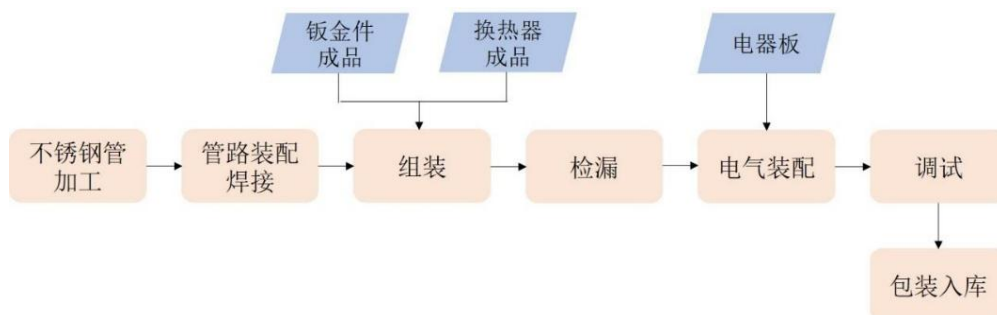 钣金件
成品
换热器
成品
电器板
不锈钢管
加工
管路装配
焊接
组装
检漏
电气装配
调试
包装入库